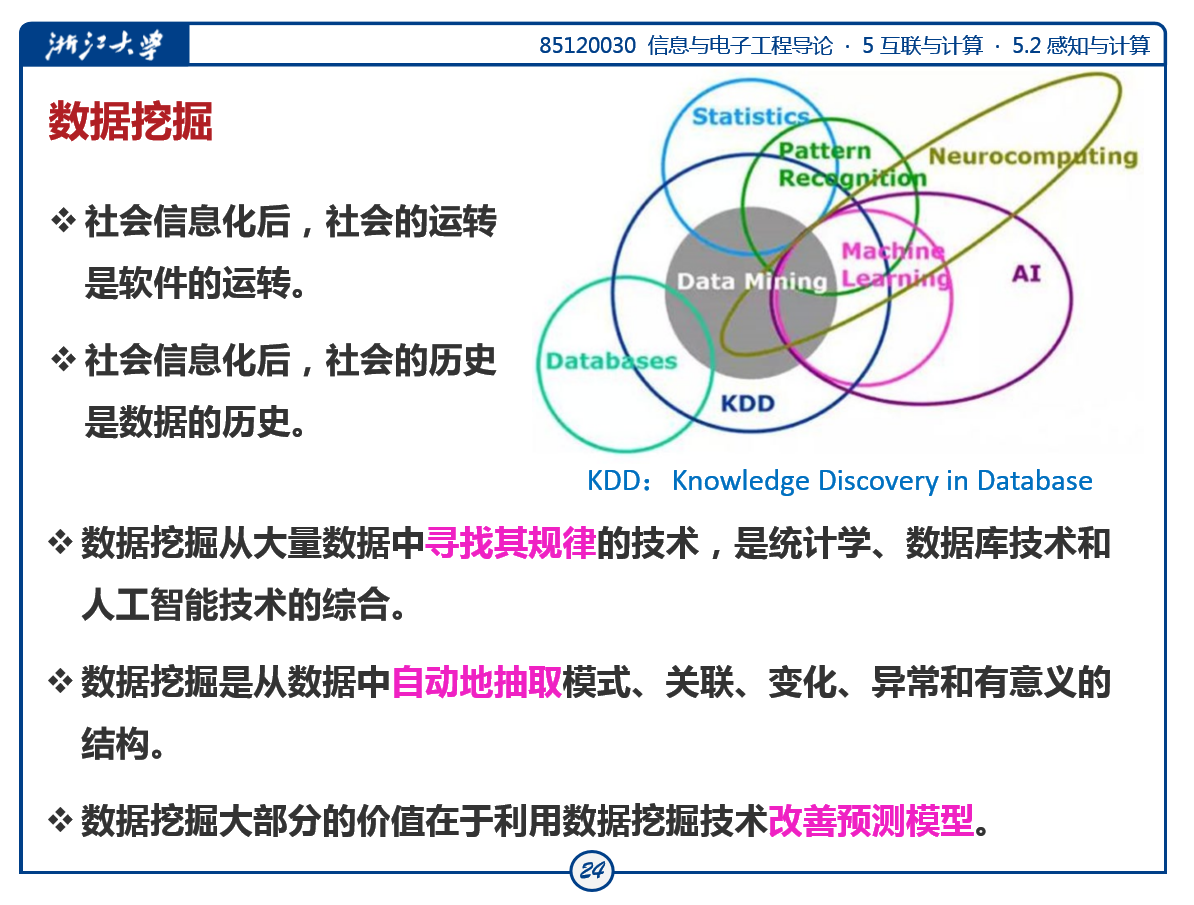 浙江大学
85120030 信息与电子工程导论 · 5 互联与计算 · 5.2 感知与计算
数据挖掘
❖ 社会信息化后，社会的运转
是软件的运转。
❖ 社会信息化后，社会的历史
是数据的历史。
Statistics
Pattern
Recognition
Neurocomputing
Machine
Learning
AI
Data Mining
Databases
KDD
KDD： Knowledge Discovery in Database
❖ 数据挖掘从大量数据中寻找其规律的技术，是统计学、数据库技术和
人工智能技术的综合。
❖ 数据挖掘是从数据中自动地抽取模式、关联、变化、异常和有意义的
结构。
❖ 数据挖掘大部分的价值在于利用数据挖掘技术改善预测模型。
24